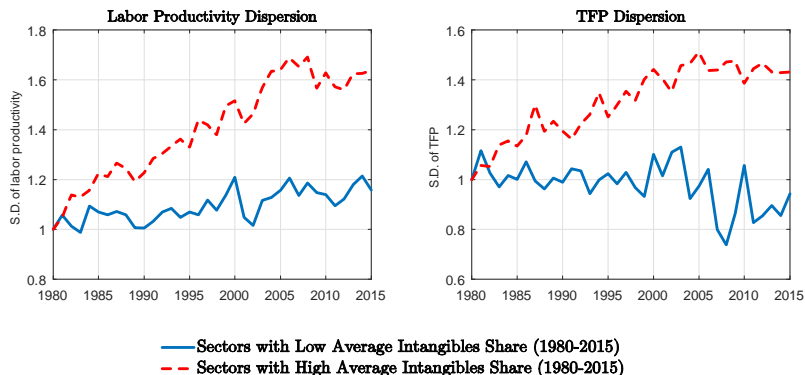 Labor Productivity Dispersion
1.8
1.6
1.4
1.2
1
0.8
S.D. of labor productivity
1980 1985 1990 1995 2000 2005 2010 2015
TFP Dispersion
1.6
1.4
1.2
1
0.8
0.6
S.D. of TFP
1980 1985 1990 1995 2000 2005 2010 2015
Sectors with Low Average Intangibles Share (1980-2015)
Sectors with High Average Intangibles Share (1980-2015)